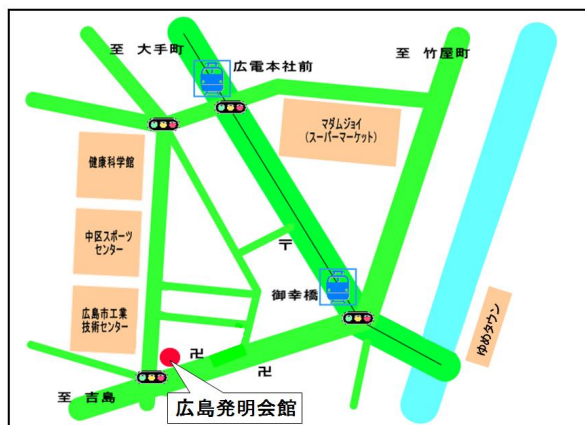 至 大手町
広電本社前
至 竹屋町
マダムジョイ
(スーパーマーケット)
健康科学館
中区スポーツ
センター
〒
御幸橋
広島市工業
技術センター
ゆめタウン
卍
卍
至 吉島
広島発明会館